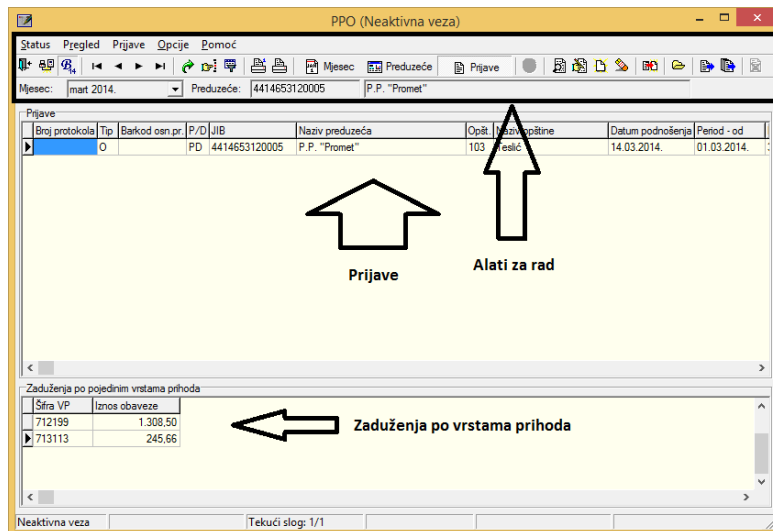 PPO (Neaktivna veza)
Status Pregled Prijave Opcije Pomoć
Mjesec Preduzeće Prijave
Mjesec: mart 2014. Preduzeće: 4414653120005 P.P. "Promet"
Prijave
Broj protokola Tip Barkod osn.pr. P/D JIB Naziv preduzeća Opšt. Naziv opštine Datum podnošenja Period - od
O PD 4414653120005 P.P. "Promet" 103 Teslić 14.03.2014. 01.03.2014.
Prijave
Alati za rad
Zaduženja po pojedinim vrstama prihoda
Šifra VP Iznos obaveze
712199 1.308,50
713113 245,66
Zaduženja po vrstama prihoda
Neaktivna veza Tekući slog: 1/1